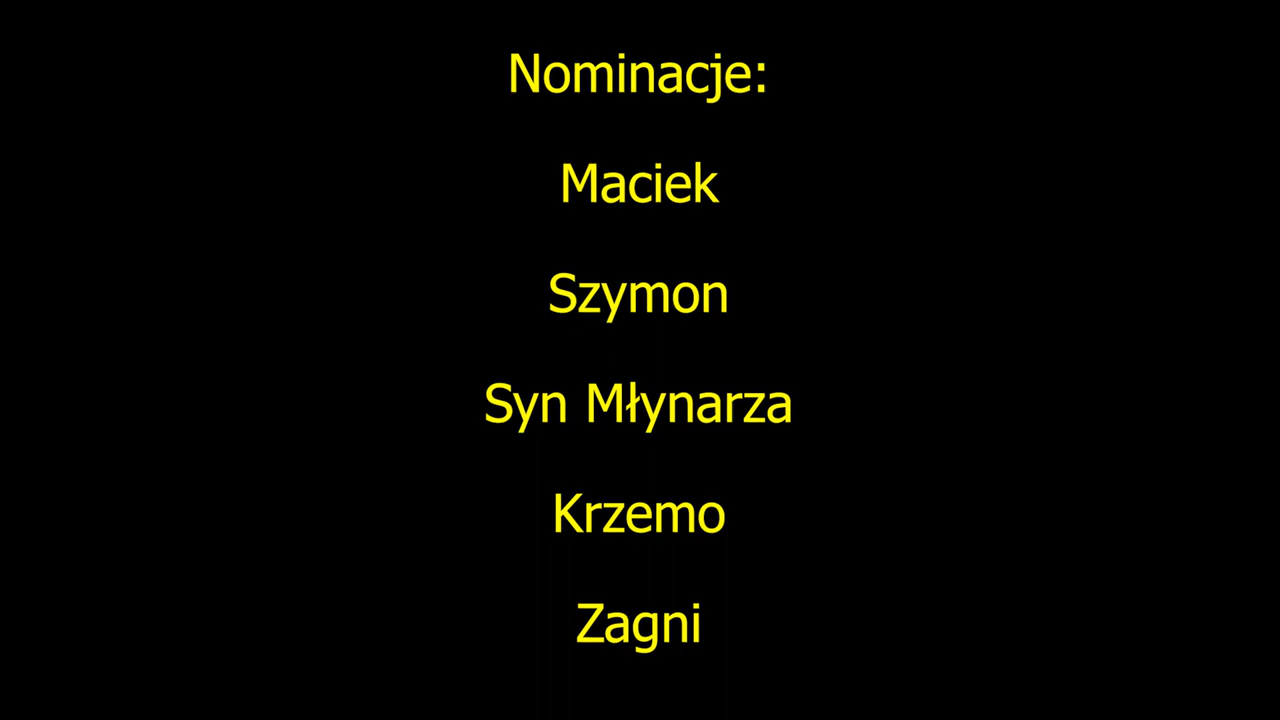 Nominacje:
Maciek
Szymon
Syn Młynarza
Krzemo
Zagni